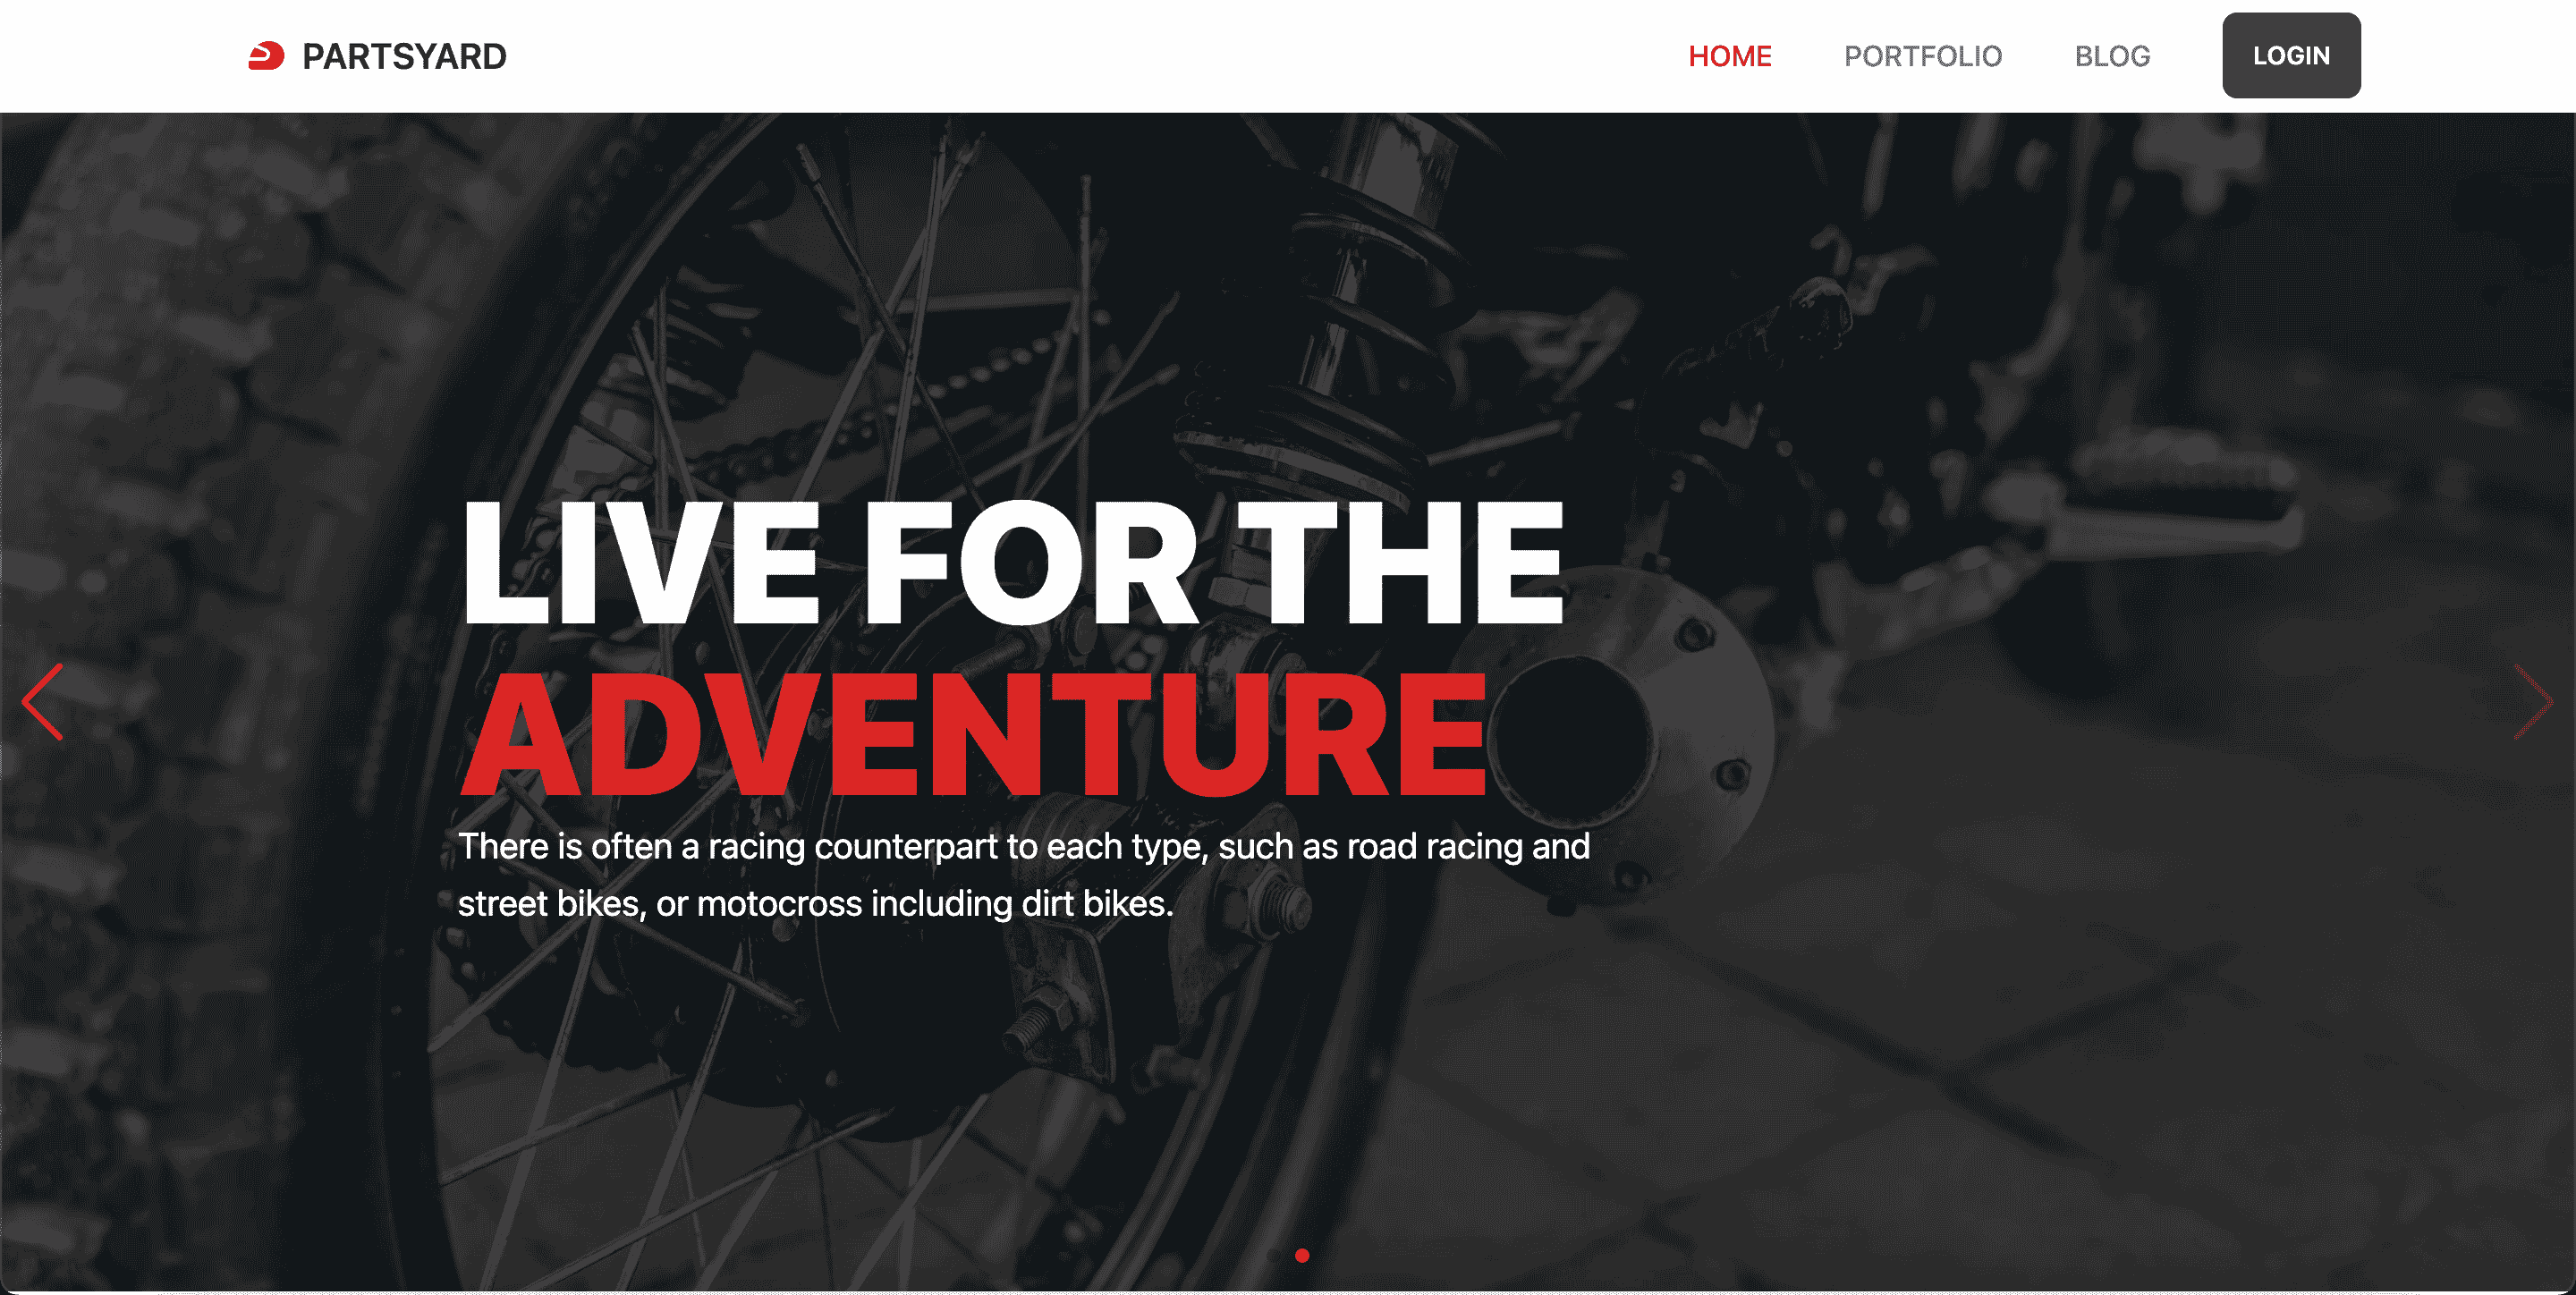 PARTSYARD
HOME PORTFOLIO BLOG LOGIN
LIVE FOR THE
ADVENTURE
There is often a racing counterpart to each type, such as road racing and
street bikes, or motocross including dirt bikes.